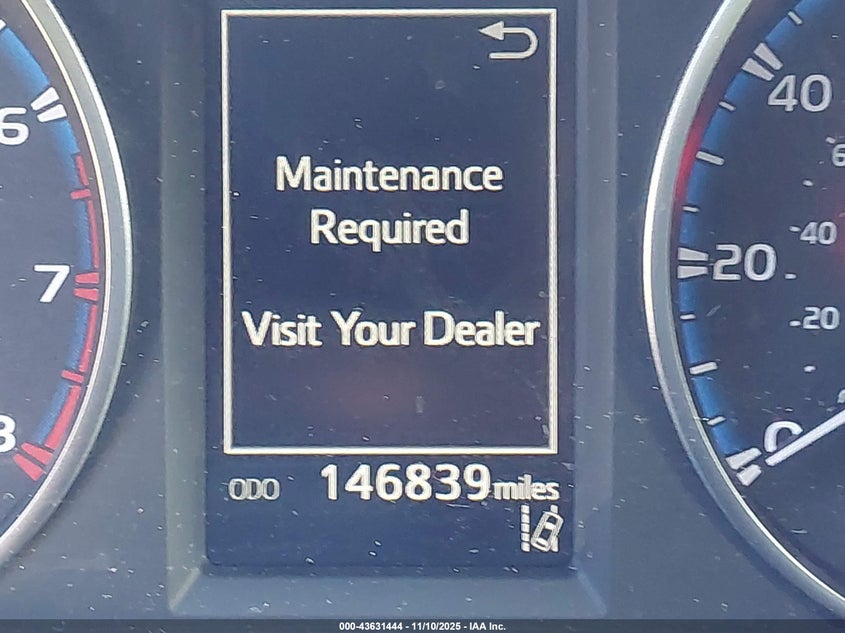 Maintenance
Required
Visit Your Dealer
ODO 146839 miles
6
7
8
40
20
0
-40
-20
000-43631444 - 11/10/2025 - IAA Inc.